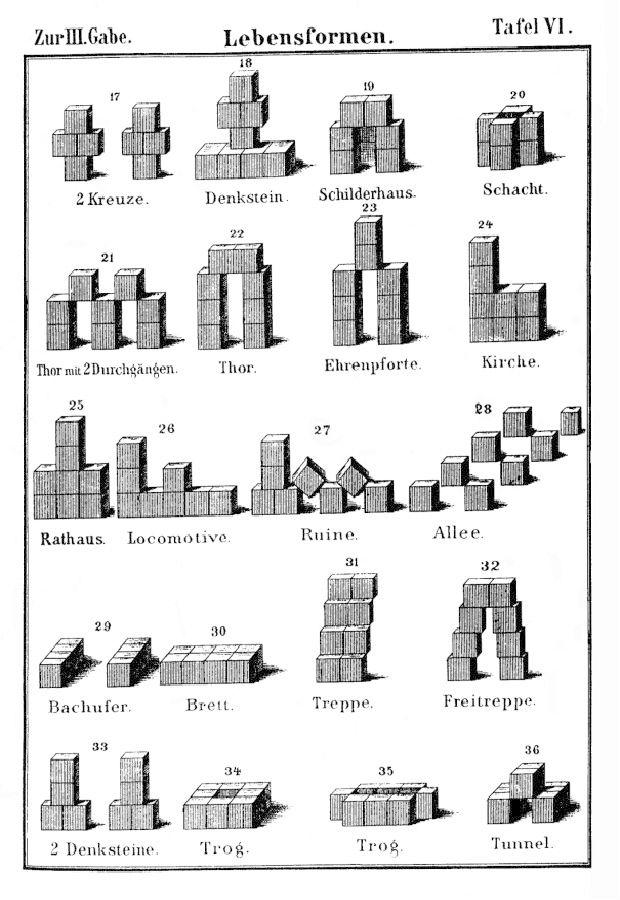 Zur III. Gabe. Lebensformen. Tafel VI.
17 18 19 20
2 Kreuze. Denkstein. Schilderhaus. Schacht.
21 22 23 24
Thor mit 2 Durchgängen. Thor. Ehrenpforte. Kirche.
25 26 27 28
Rathaus. Locomotive. Ruine. Allee.
29 30 31 32
Bachufer. Brett. Treppe. Freitreppe.
33 34 35 36
2 Denksteine. Trog. Trog. Tunnel.